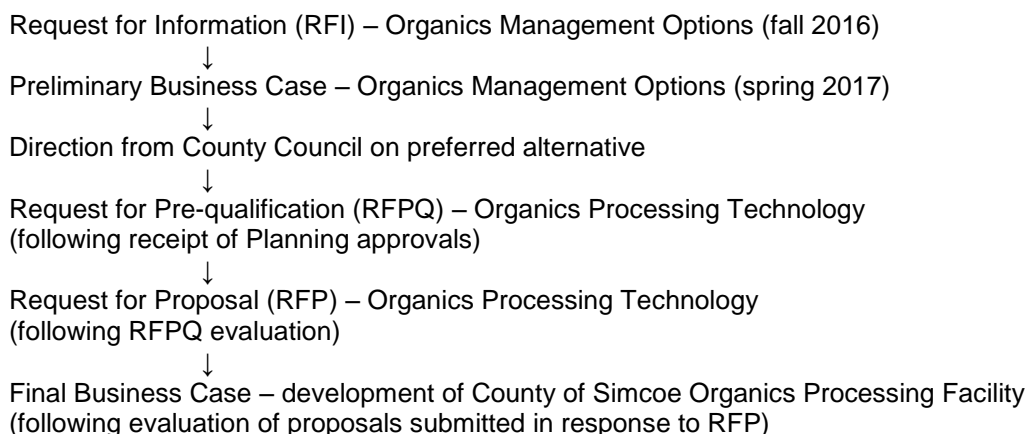 Request for Information (RFI) – Organics Management Options (fall 2016)
↓
Preliminary Business Case – Organics Management Options (spring 2017)
↓
Direction from County Council on preferred alternative
↓
Request for Pre-qualification (RFPQ) – Organics Processing Technology
(following receipt of Planning approvals)
↓
Request for Proposal (RFP) – Organics Processing Technology
(following RFPQ evaluation)
↓
Final Business Case – development of County of Simcoe Organics Processing Facility
(following evaluation of proposals submitted in response to RFP)